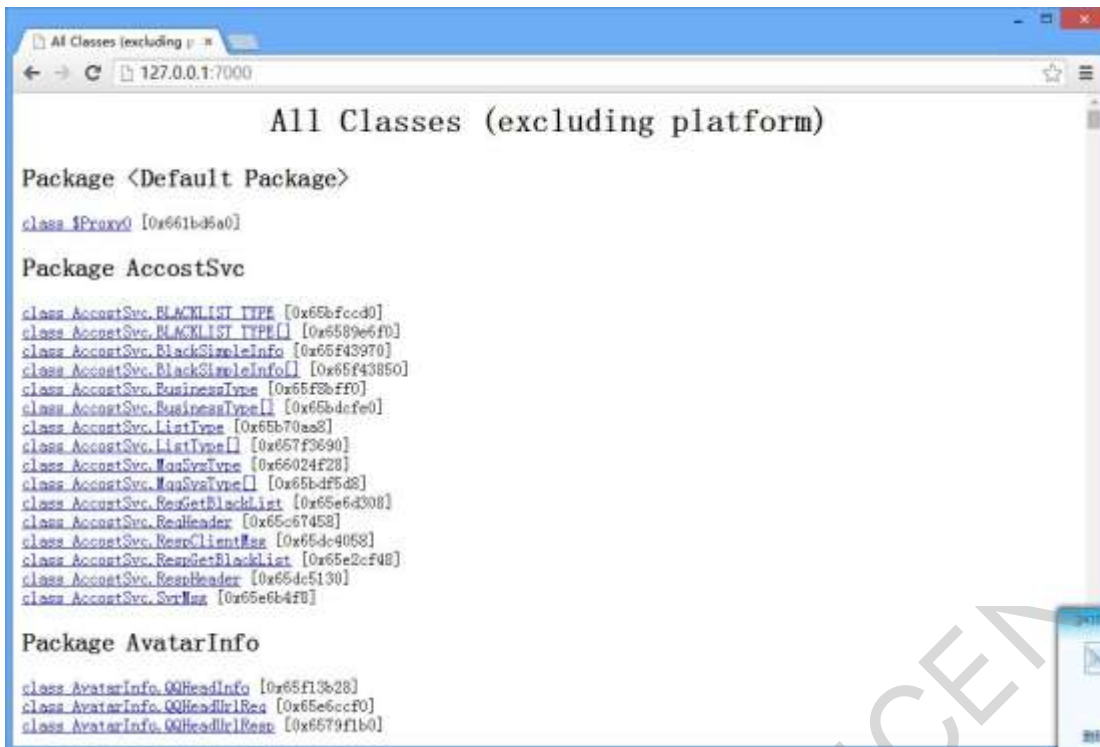 All Classes (excluding p
127.0.0.1:7000
All Classes (excluding platform)
Package <Default Package>
class $Proxy0 [0x661bd6a0]
Package AccostSvc
class AccostSvc.BLACKLIST_TYPE [0x65bfccd0]
class AccostSvc.BLACKLIST_TYPE[] [0x6589e6f0]
class AccostSvc.BlackSimpleInfo [0x65f43970]
class AccostSvc.BlackSimpleInfo[] [0x65f43850]
class AccostSvc.BusinessType [0x65f8bff0]
class AccostSvc.BusinessType[] [0x65bdcfe0]
class AccostSvc.ListType [0x65b70aa8]
class AccostSvc.ListType[] [0x657f3690]
class AccostSvc.MqqSysType [0x66024f28]
class AccostSvc.MqqSysType[] [0x65bdf5d8]
class AccostSvc.ReqGetBlackList [0x65e6d308]
class AccostSvc.ReqHeader [0x65c67458]
class AccostSvc.RespClientMsg [0x65dc4058]
class AccostSvc.RespGetBlackList [0x65e2cf48]
class AccostSvc.RespHeader [0x65dc5130]
class AccostSvc.SvrMsg [0x65e6b4f8]
Package AvatarInfo
class AvatarInfo.QQHeadInfo [0x65f13b28]
class AvatarInfo.QQHeadUrlReq [0x65e6ccf0]
class AvatarInfo.QQHeadUrlResp [0x6579f1b0]